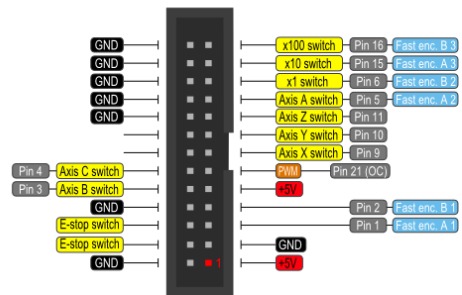 GND x100 switch Pin 16 Fast enc. B 3
GND x10 switch Pin 15 Fast enc. A 3
GND x1 switch Pin 6 Fast enc. B 2
GND Axis A switch Pin 5 Fast enc. A 2
GND Axis Z switch Pin 11
Axis Y switch Pin 10
Axis X switch Pin 9
Pin 4 Axis C switch PWM Pin 21 (OC)
Pin 3 Axis B switch +5V
GND Pin 2 Fast enc. B 1
E-stop switch Pin 1 Fast enc. A 1
E-stop switch GND
GND 1 +5V